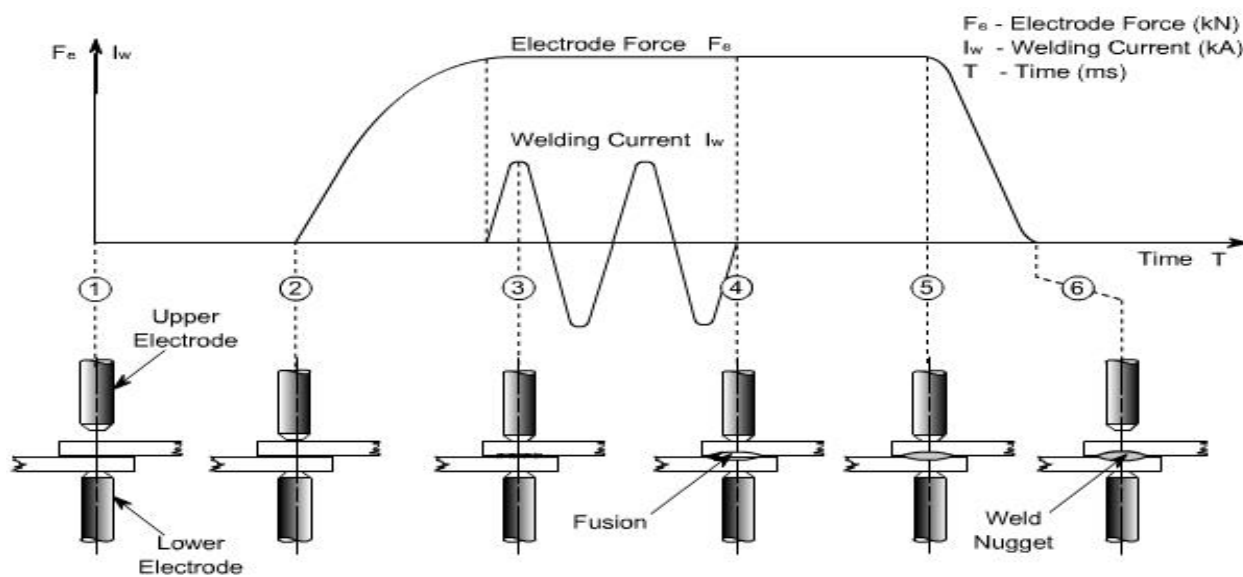 Fe Iw
Electrode Force Fe
Fe - Electrode Force (kN)
Iw - Welding Current (kA)
T - Time (ms)
Welding Current Iw
Time T
1 2 3 4 5 6
Upper
Electrode
Lower
Electrode
Fusion
Weld
Nugget